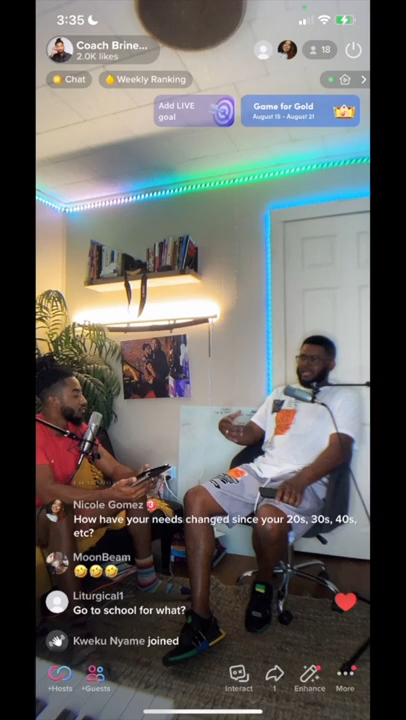 3:35
Coach Brine...
2.0K likes
18
Chat
Weekly Ranking
Add LIVE
goal
Game for Gold
August 15 - August 21
Nicole Gomez
How have your needs changed since your 20s, 30s, 40s,
etc?
MoonBeam
Liturgical1
Go to school for what?
Kweku Nyame joined
+Hosts
+Guests
Interact
1
Enhance
More